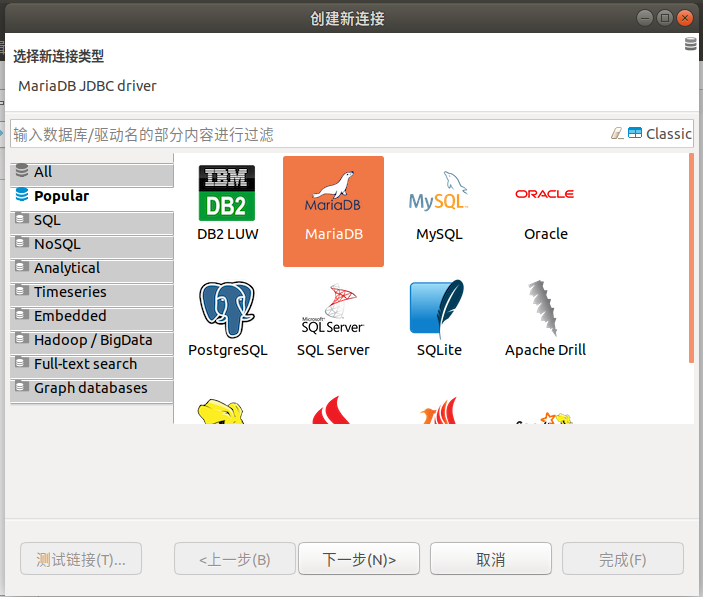 创建新连接
选择新连接类型
MariaDB JDBC driver
输入数据库/驱动名的部分内容进行过滤
Classic
All
Popular
SQL
NoSQL
Analytical
Timeseries
Embedded
Hadoop / BigData
Full-text search
Graph databases
IBM
DB2
DB2 LUW
MariaDB
MariaDB
MySQL
MySQL
ORACLE
Oracle
PostgreSQL
Microsoft
SQL Server
SQL Server
SQLite
Apache Drill
测试链接(T)...
<上一步(B)
下一步(N)>
取消
完成(F)